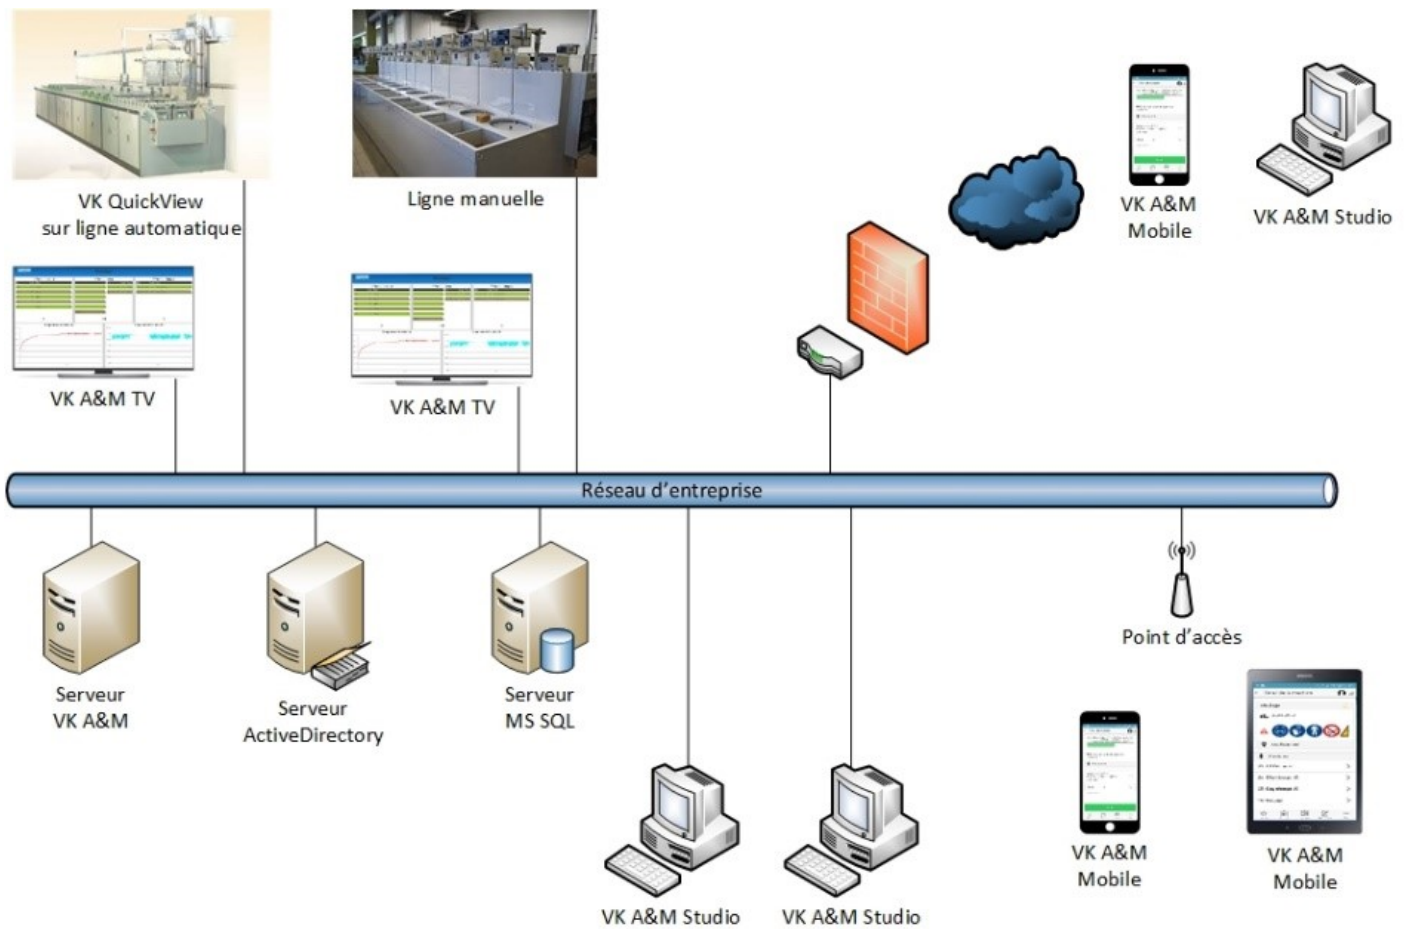 VK QuickView
sur ligne automatique
Ligne manuelle
VK A&M
Mobile
VK A&M Studio
VK A&M TV
VK A&M TV
Réseau d'entreprise
Serveur
VK A&M
Serveur
ActiveDirectory
Serveur
MS SQL
Point d'accès
VK A&M Studio
VK A&M Studio
VK A&M
Mobile
VK A&M
Mobile